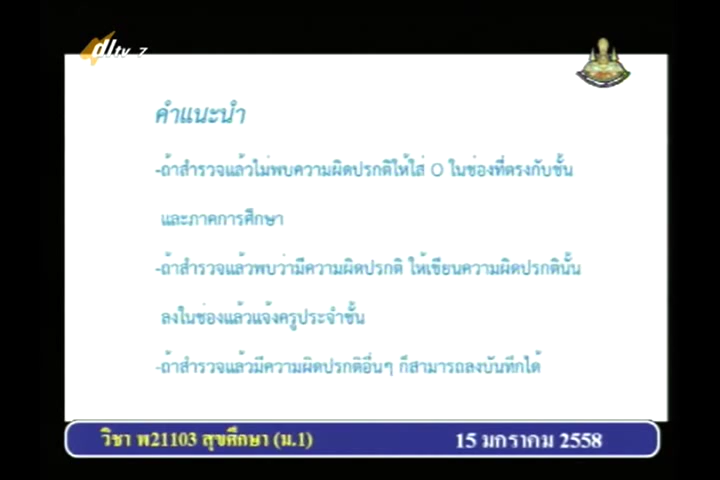 dltv 7
คำแนะนำ
-ถ้าสำรวจแล้วไม่พบความผิดปรกติให้ใส่ O ในช่องที่ตรงกับชั้น
และภาคการศึกษา
-ถ้าสำรวจแล้วพบว่ามีความผิดปรกติ ให้เขียนความผิดปรกตินั้น
ลงในช่องแล้วแจ้งครูประจำชั้น
-ถ้าสำรวจแล้วมีความผิดปรกติอื่นๆ ก็สามารถลงบันทึกได้
วิชา พ21103 สุขศึกษา (ม.1) 15 มกราคม 2558